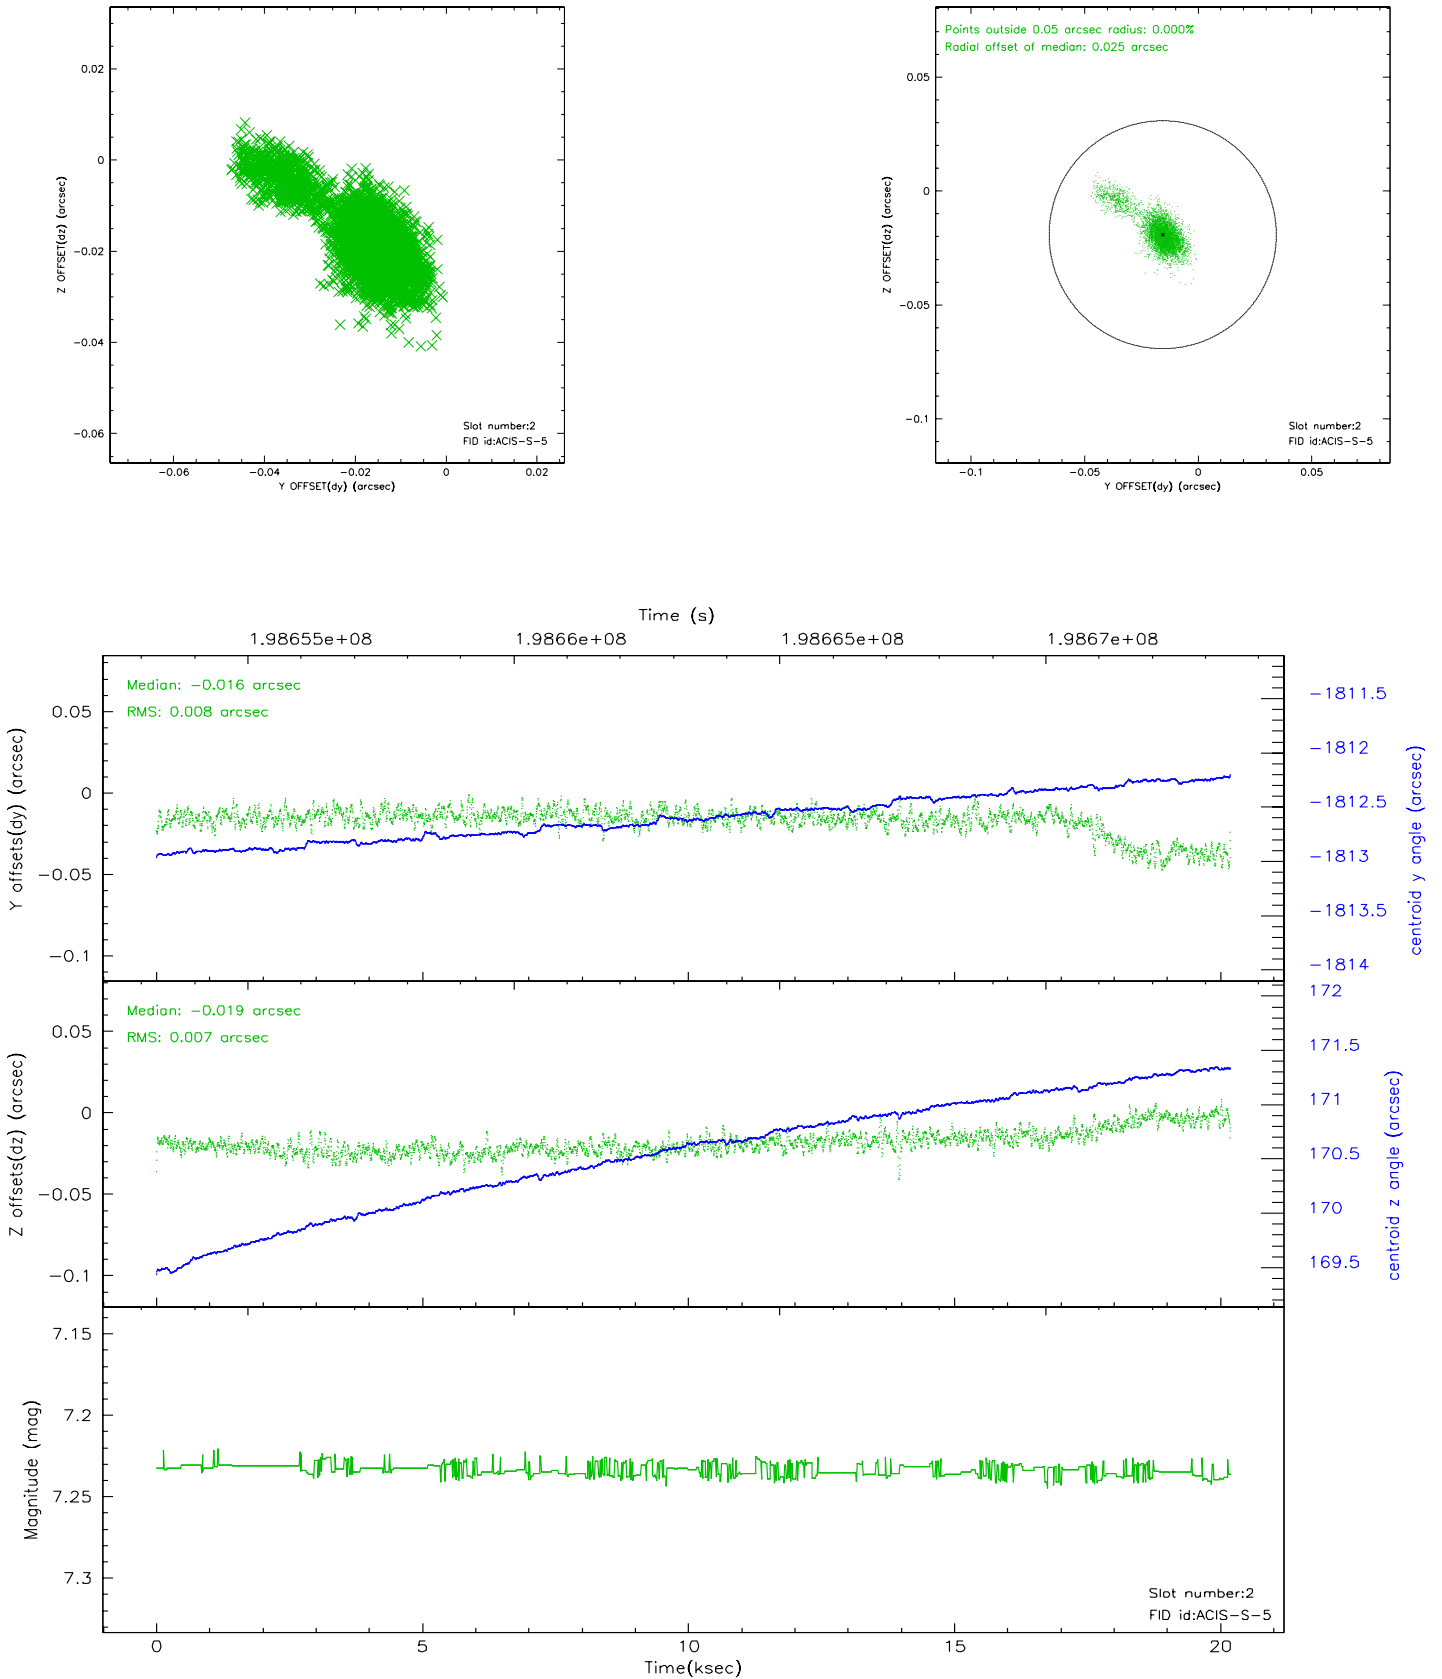 0.02
0
-0.02
-0.04
-0.06
Z OFFSET(dz) (arcsec)
Slot number:2
FID id:ACIS-S-5
-0.06 -0.04 -0.02 0 0.02
Y OFFSET(dy) (arcsec)
Points outside 0.05 arcsec radius: 0.000%
Radial offset of median: 0.025 arcsec
0.05
0
-0.05
-0.1
Z OFFSET(dz) (arcsec)
Slot number:2
FID id:ACIS-S-5
-0.1 -0.05 0 0.05
Y OFFSET(dy) (arcsec)
Time (s)
1.98655e+08 1.9866e+08 1.98665e+08 1.9867e+08
Median: -0.016 arcsec
RMS: 0.008 arcsec
0.05
0
-0.05
-0.1
Y offsets(dy) (arcsec)
-1811.5
-1812
-1812.5
-1813
-1813.5
-1814
centroid y angle (arcsec)
Median: -0.019 arcsec
RMS: 0.007 arcsec
0.05
0
-0.05
-0.1
Z offsets(dz) (arcsec)
172
171.5
171
170.5
170
169.5
centroid z angle (arcsec)
7.15
7.2
7.25
7.3
Magnitude (mag)
Slot number:2
FID id:ACIS-S-5
0 5 10 15 20
Time(ksec)